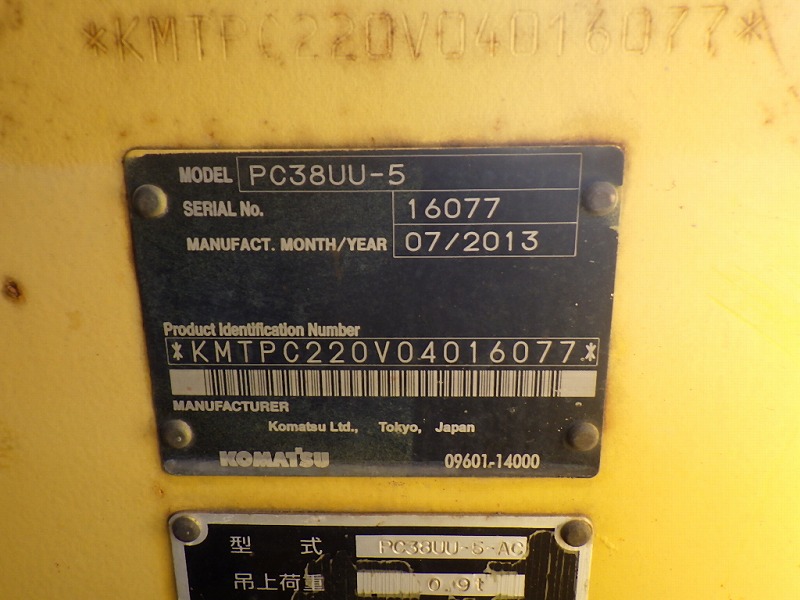 *KMTPC220V04016077*
MODEL PC38UU-5
SERIAL No. 16077
MANUFACT. MONTH/YEAR 07/2013
Product Identification Number
*KMTPC220V04016077*
MANUFACTURER
Komatsu Ltd., Tokyo, Japan
KOMATSU 09601-14000
型式 PC38UU-5-AC
吊上荷重 0.9t